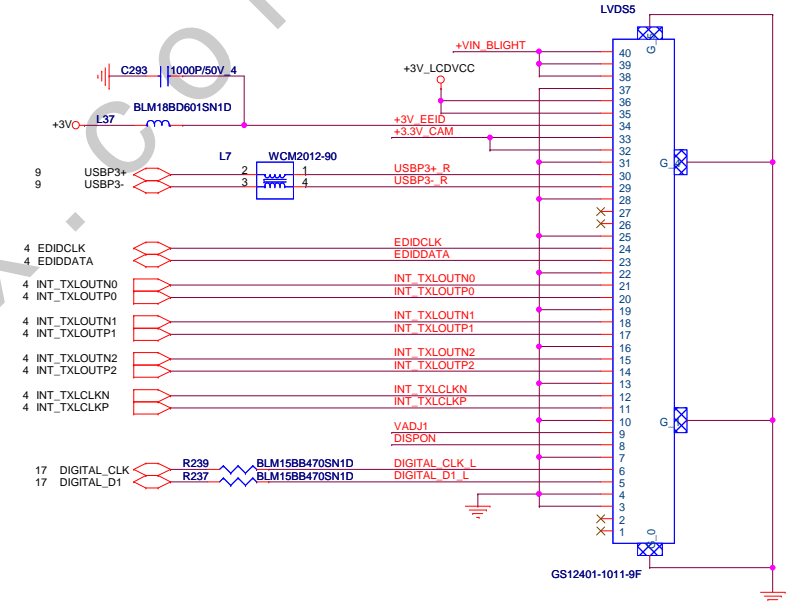 LVDS5
+VIN_BLIGHT
40
39
38
37
36
35
34
33
32
31
30
29
28
27
26
25
24
23
22
21
20
19
18
17
16
15
14
13
12
11
10
9
8
7
6
5
4
3
2
1
G_
G_
G_
G_0
C293 1000P/50V_4
+3V_LCDVCC
BLM18BD601SN1D
+3V L37
+3V_EEID
+3.3V_CAM
L7 WCM2012-90
9 USBP3+ 2 1 USBP3+_R
9 USBP3- 3 4 USBP3-_R
4 EDIDCLK EDIDCLK
4 EDIDDATA EDIDDATA
4 INT_TXLOUTN0 INT_TXLOUTN0
4 INT_TXLOUTP0 INT_TXLOUTP0
4 INT_TXLOUTN1 INT_TXLOUTN1
4 INT_TXLOUTP1 INT_TXLOUTP1
4 INT_TXLOUTN2 INT_TXLOUTN2
4 INT_TXLOUTP2 INT_TXLOUTP2
4 INT_TXLCLKN INT_TXLCLKN
4 INT_TXLCLKP INT_TXLCLKP
VADJ1
DISPON
17 DIGITAL_CLK R239 BLM15BB470SN1D DIGITAL_CLK_L
17 DIGITAL_D1 R237 BLM15BB470SN1D DIGITAL_D1_L
GS12401-1011-9F